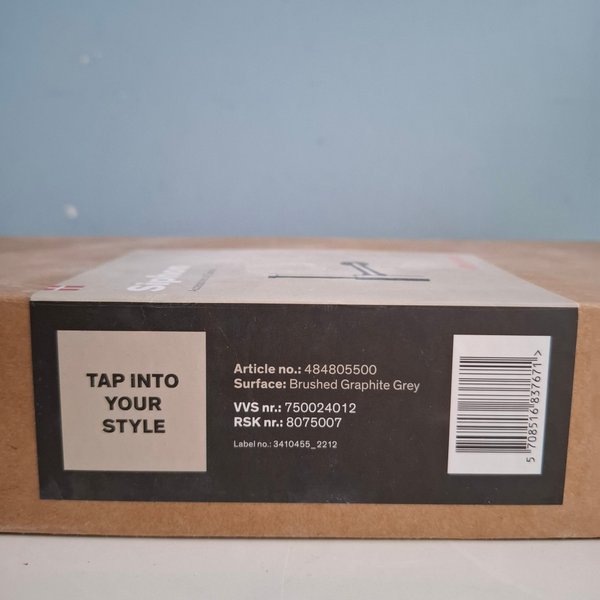 TAP INTO
YOUR
STYLE
Article no.: 484805500
Surface: Brushed Graphite Grey
VVS nr.: 750024012
RSK nr.: 8075007
Label no.: 3410455_2212
5 708516 837671 >